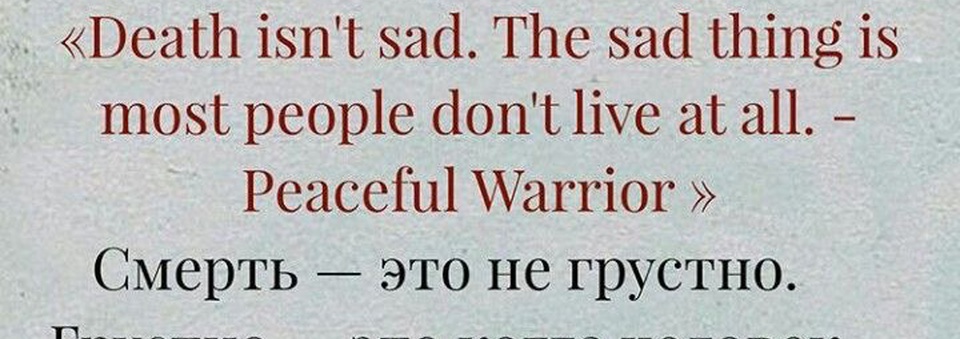 «Death isn't sad. The sad thing is
most people don't live at all. -
Peaceful Warrior »
Смерть — это не грустно.